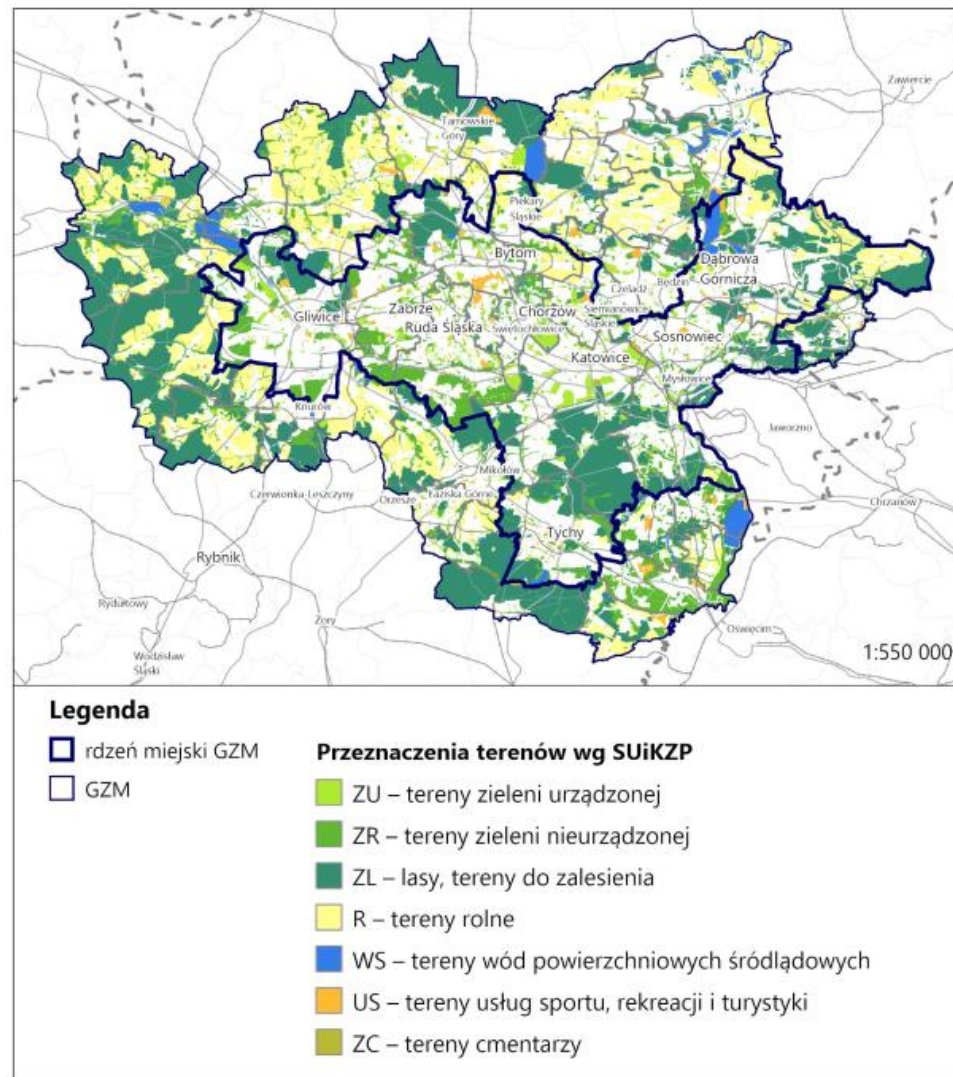 Zawiercie
Tarnowskie
Góry
Piekary
Śląskie
Bytom
Dąbrowa
Górnicza
Czeladź
Będzin
Siemianowice
Śląskie
Gliwice
Zabrze
Chorzów
Ruda Śląska
Świętochłowice
Sosnowiec
Katowice
Mysłowice
Knurów
Jaworzno
Mikołów
Czerwionka-Leszczyny
Orzesze
Łaziska Górne
Chrzanów
Tychy
Rybnik
Rydułtowy
Żory
Oświęcim
Wodzisław
Śląski
1:550 000
Legenda
rdzeń miejski GZM
GZM
Przeznaczenia terenów wg SUiKZP
ZU – tereny zieleni urządzonej
ZR – tereny zieleni nieurządzonej
ZL – lasy, tereny do zalesienia
R – tereny rolne
WS – tereny wód powierzchniowych śródlądowych
US – tereny usług sportu, rekreacji i turystyki
ZC – tereny cmentarzy